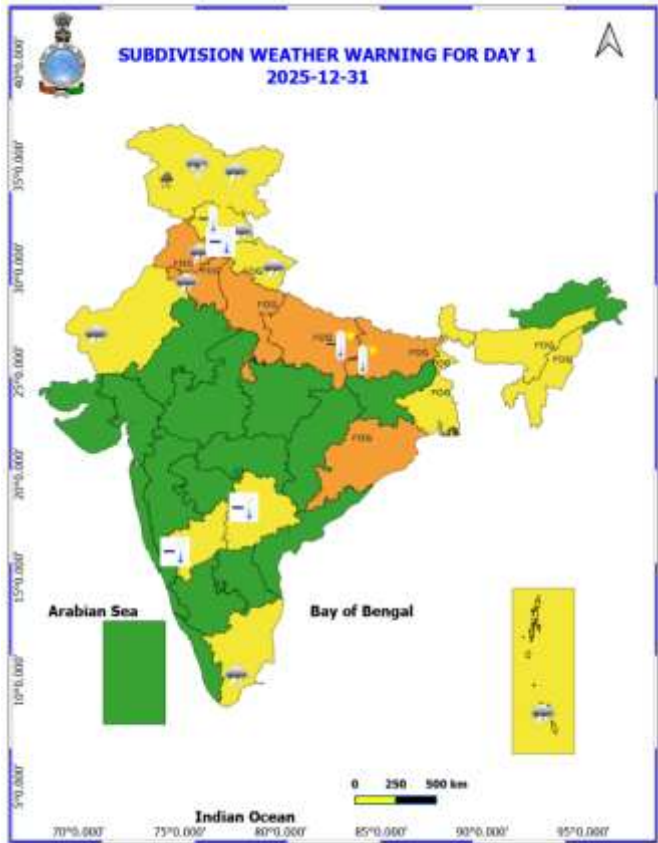 SUBDIVISION WEATHER WARNING FOR DAY 1
2025-12-31
40°0.000'
35°0.000'
30°0.000'
25°0.000'
20°0.000'
15°0.000'
10°0.000'
5°0.000'
FOG
FOG
FOG
FOG
FOG
FOG
FOG
FOG
FOG
FOG
FOG
Arabian Sea
Bay of Bengal
0 250 500 km
Indian Ocean
70°0.000' 75°0.000' 80°0.000' 85°0.000' 90°0.000' 95°0.000'